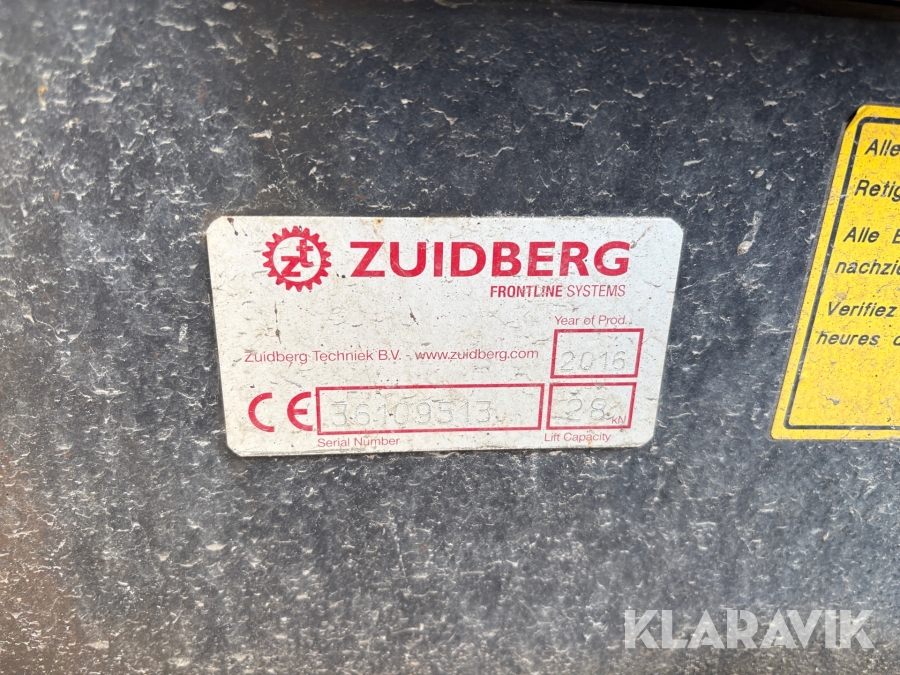 zt ZUIDBERG
FRONTLINE SYSTEMS
Year of Prod.
2016
Zuidberg Techniek B.V. - www.zuidberg.com
CE
28 kN
Serial Number
Lift Capacity
Alle
Retig
Alle
nachzie
Verifiez
heures
KLARAVIK